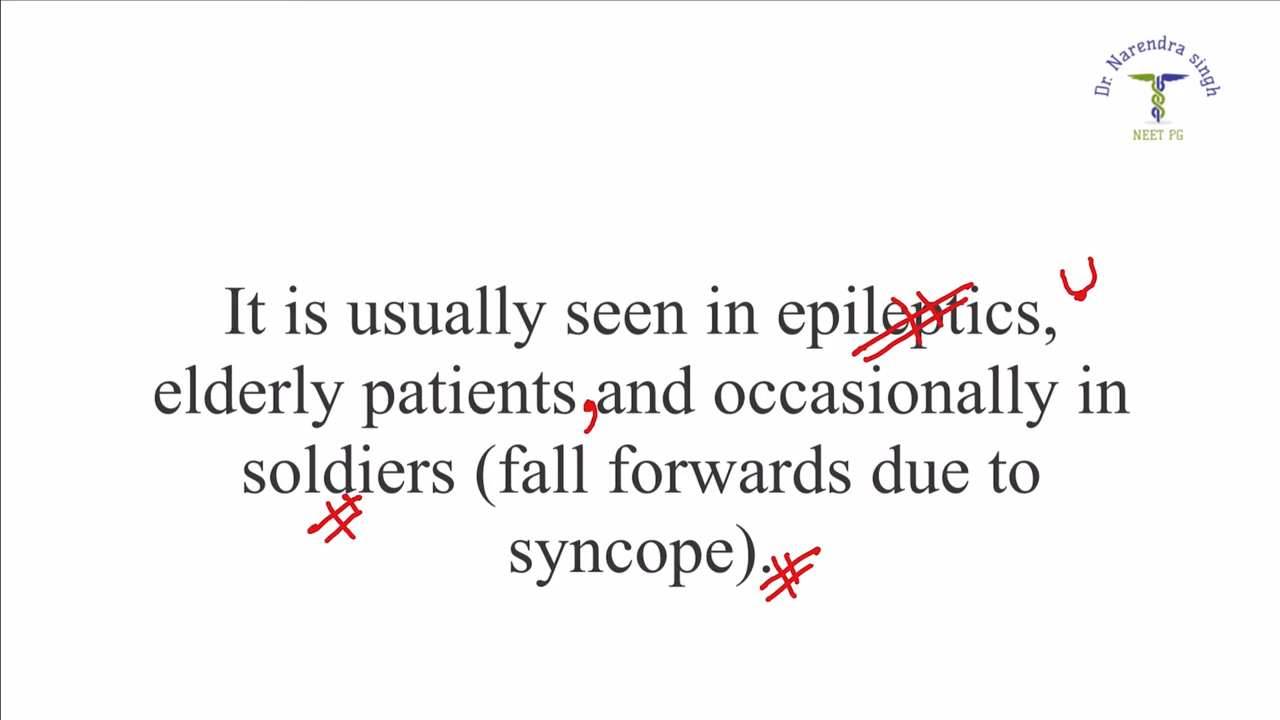 Dr. Narendra singh
NEET PG
It is usually seen in epileptics,
elderly patients,and occasionally in
soldiers (fall forwards due to
syncope).